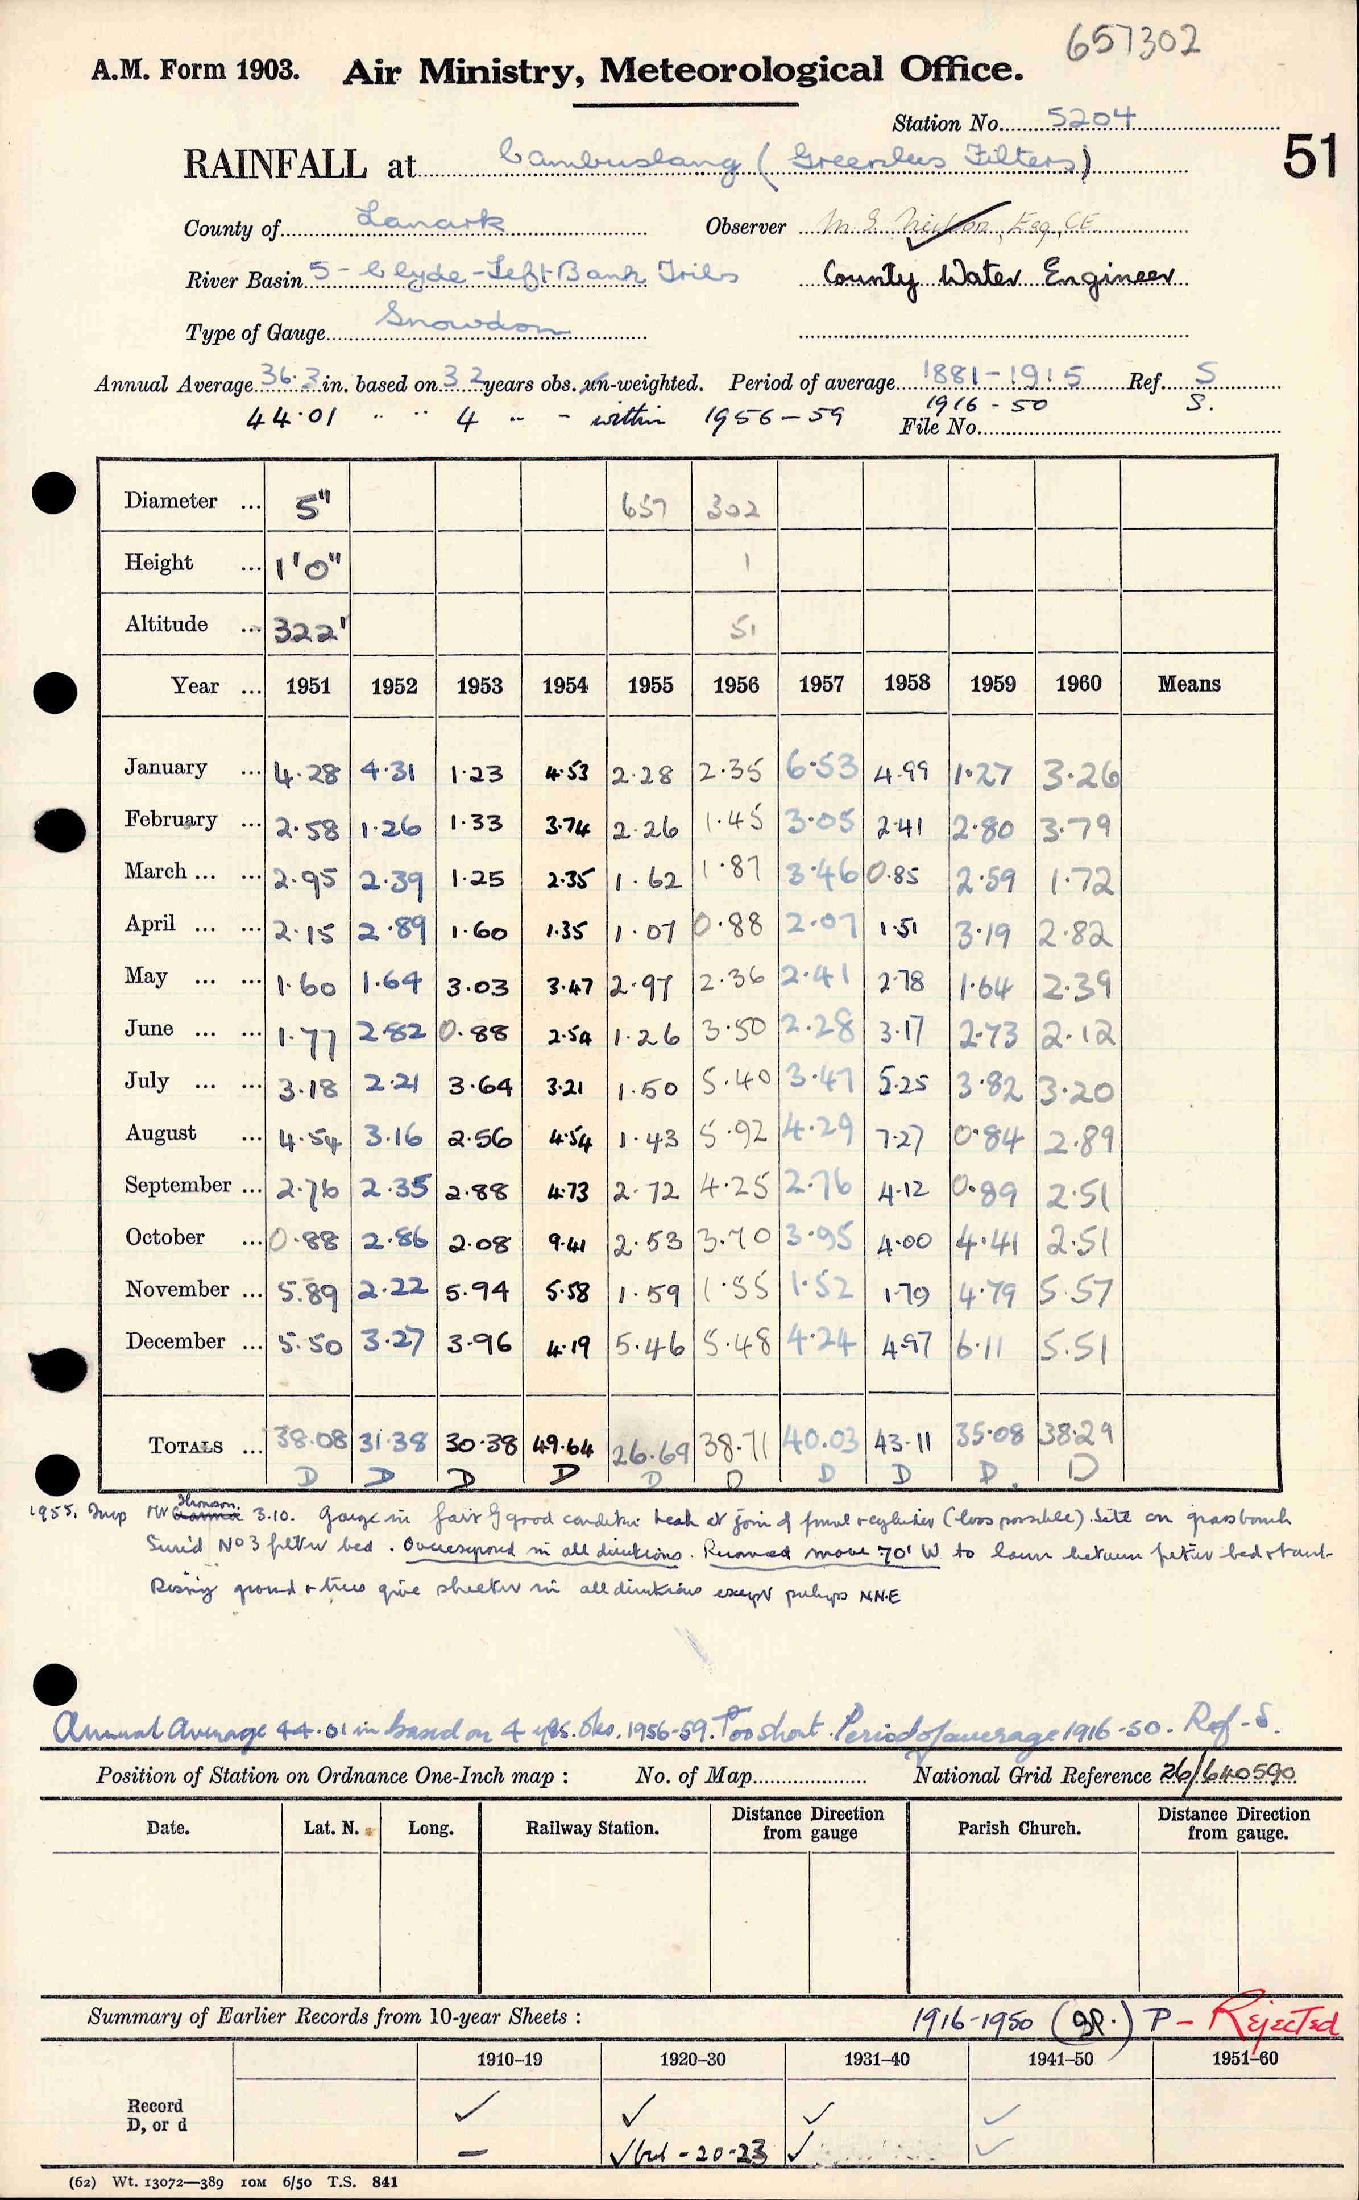 657302
A.M. Form 1903. Air Ministry, Meteorological Office.
Station No. 5204
51
RAINFALL at Cambuslang (Greenlees Filters)
County of Lanark Observer M. S. Neilson, Esq, CE
River Basin 5 - Clyde - Left Bank Tribs County Water Engineer
Type of Gauge Snowdon
Annual Average 36.3 in. based on 32 years obs. un-weighted. Period of average 1881-1915 Ref. S
44.01 " " 4 " - within 1956-59 1916-50 S.
File No.
Diameter ... 5" 657 302
Height ... 1'0" 1
Altitude ... 322' 51
Year ... 1951 1952 1953 1954 1955 1956 1957 1958 1959 1960 Means
January ... 4.28 4.31 1.23 4.53 2.28 2.35 6.53 4.99 1.27 3.26
February ... 2.58 1.26 1.33 3.74 2.26 1.45 3.05 2.41 2.80 3.79
March ... ... 2.95 2.39 1.25 2.35 1.62 1.87 3.46 0.85 2.59 1.72
April ... ... 2.15 2.89 1.60 1.35 1.07 0.88 2.07 1.51 3.19 2.82
May ... ... 1.60 1.64 3.03 3.47 2.97 2.36 2.41 2.78 1.64 2.39
June ... ... 1.77 2.82 0.88 2.54 1.26 3.50 2.28 3.17 2.73 2.12
July ... ... 3.18 2.21 3.64 3.21 1.50 5.40 3.47 5.25 3.82 3.20
August ... 4.54 3.16 2.56 4.54 1.43 5.92 4.29 7.27 0.84 2.89
September ... 2.76 2.35 2.88 4.73 2.72 4.25 2.76 4.12 0.89 2.51
October ... 0.88 2.86 2.08 9.41 2.53 3.70 3.95 4.00 4.41 2.51
November ... 5.89 2.22 5.94 5.58 1.59 1.55 1.52 1.79 4.79 5.57
December ... 5.50 3.27 3.96 4.19 5.46 5.48 4.24 4.97 6.11 5.51
TOTALS ... 38.08 31.38 30.38 49.64 26.69 38.71 40.03 43.11 35.08 38.29
D D D D D D D D D. D
1955. Insp Mr Thomson 3.10. Gauge in fair good condition leak at join of funnel + cylinder (loss possible). Site on grass bank
Surr'd No 3 filter bed. Overexposed in all directions. Recomd move 70' W to lawn between filter bed + tank
Rising ground + trees give shelter in all directions except perhaps N.N.E
Annual Average 44.01 in based on 4 yrs. obs. 1956-59. Too short. Period of average 1916-50. Ref - S.
Position of Station on Ordnance One-Inch map : No. of Map National Grid Reference 26/640590
Date. Lat. N. Long. Railway Station. Distance Direction from gauge Parish Church. Distance Direction from gauge.
Summary of Earlier Records from 10-year Sheets : 1916-1950 (SP.) P - Rejected
1910-19 1920-30 1931-40 1941-50 1951-60
Record ✓ ✓ ✓ ✓
D, or d
- ✓ but - 20-23 ✓ ✓
(62) Wt. 13072—389 10M 6/50 T.S. 841